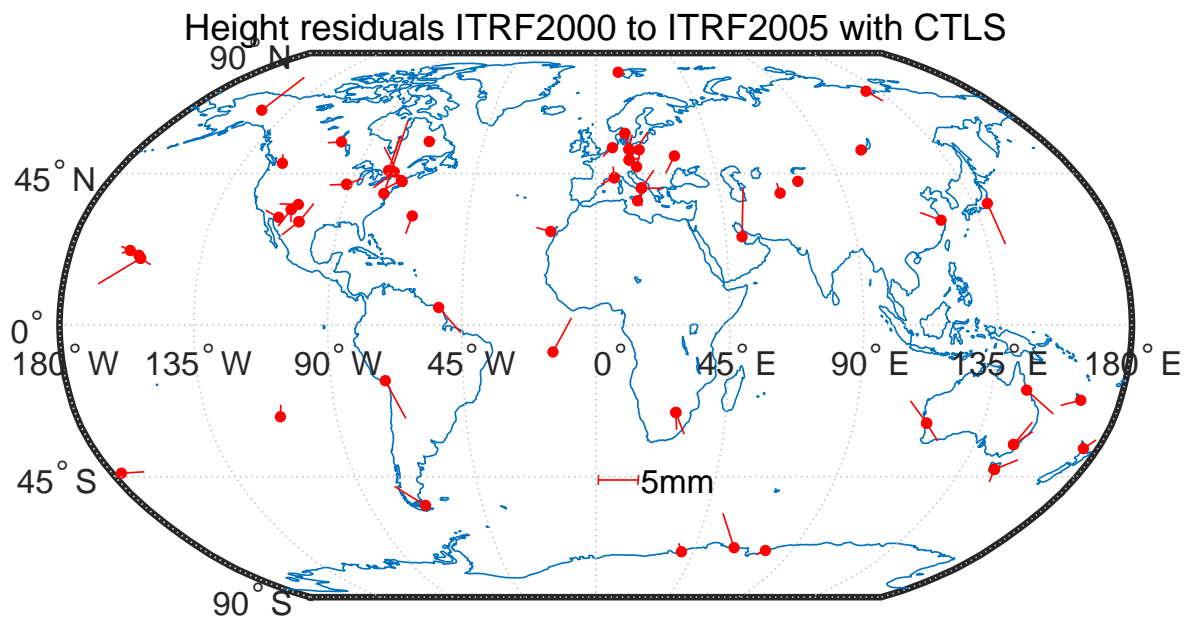 Height residuals ITRF2000 to ITRF2005 with CTLS
90° N
45° N
0°
180° W 135° W 90° W 45° W 0° 45° E 90° E 135° E 180° E
45° S
5mm
90° S